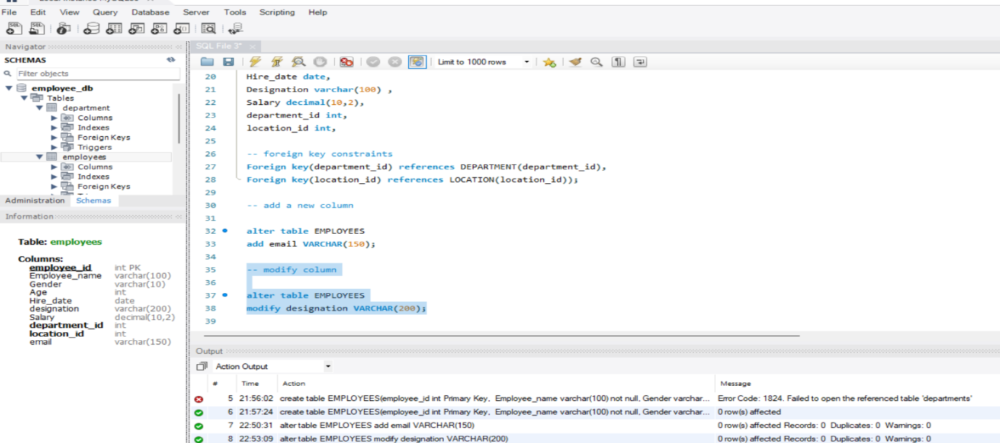 File Edit View Query Database Server Tools Scripting Help
Navigator
SCHEMAS
Filter objects
employee_db
Tables
department
Columns
Indexes
Foreign Keys
Triggers
employees
Columns
Indexes
Foreign Keys
Administration Schemas
Information
Table: employees
Columns:
employee_id int PK
Employee_name varchar(100)
Gender varchar(10)
Age int
Hire_date date
designation varchar(200)
Salary decimal(10,2)
department_id int
location_id int
email varchar(150)
SQL File 3*
Limit to 1000 rows
20 Hire_date date,
21 Designation varchar(100) ,
22 Salary decimal(10,2),
23 department_id int,
24 location_id int,
25
26 -- foreign key constraints
27 Foreign key(department_id) references DEPARTMENT(department_id),
28 Foreign key(location_id) references LOCATION(location_id));
29
30 -- add a new column
31
32 alter table EMPLOYEES
33 add email VARCHAR(150);
34
35 -- modify column
36
37 alter table EMPLOYEES
38 modify designation VARCHAR(200);
39
Output
Action Output
# Time Action Message
5 21:56:02 create table EMPLOYEES(employee_id int Primary Key, Employee_name varchar(100) not null, Gender varchar... Error Code: 1824. Failed to open the referenced table 'departments'
6 21:57:24 create table EMPLOYEES(employee_id int Primary Key, Employee_name varchar(100) not null, Gender varchar... 0 row(s) affected
7 22:50:31 alter table EMPLOYEES add email VARCHAR(150) 0 row(s) affected Records: 0 Duplicates: 0 Warnings: 0
8 22:53:09 alter table EMPLOYEES modify designation VARCHAR(200) 0 row(s) affected Records: 0 Duplicates: 0 Warnings: 0